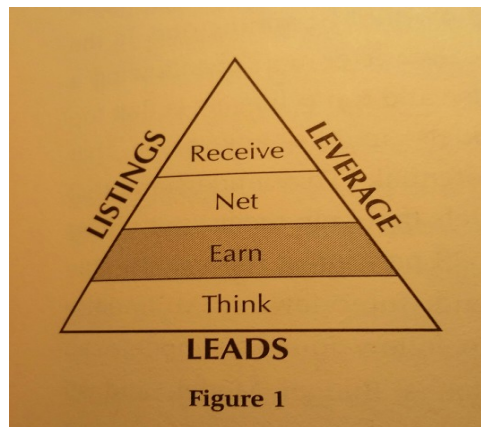 LISTINGS
LEVERAGE
Receive
Net
Earn
Think
LEADS
Figure 1